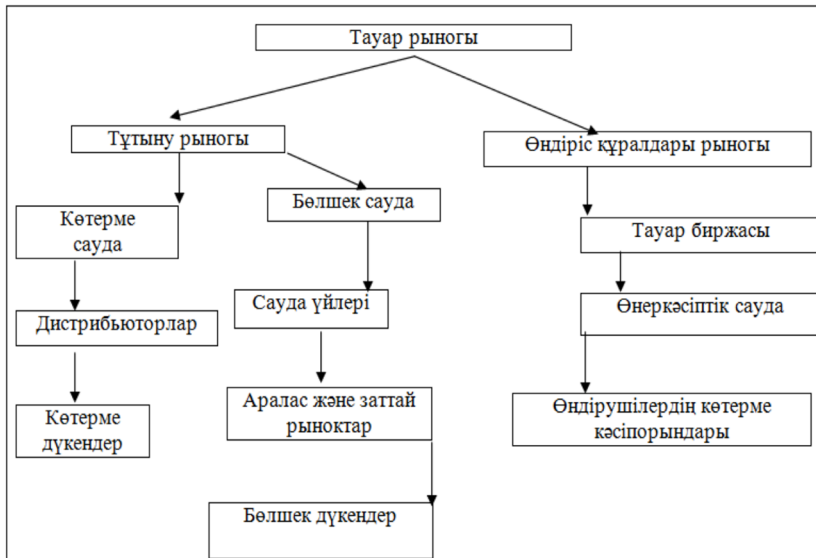 Тауар рыногы
Тұтыну рыногы
Өндіріс құралдары рыногы
Бөлшек сауда
Көтерме
сауда
Тауар биржасы
Сауда үйлері
Өнеркәсіптік сауда
Дистрибьюторлар
Аралас және заттай
рыноктар
Өндірушілердің көтерме
кәсіпорындары
Көтерме
дүкендер
Бөлшек дүкендер